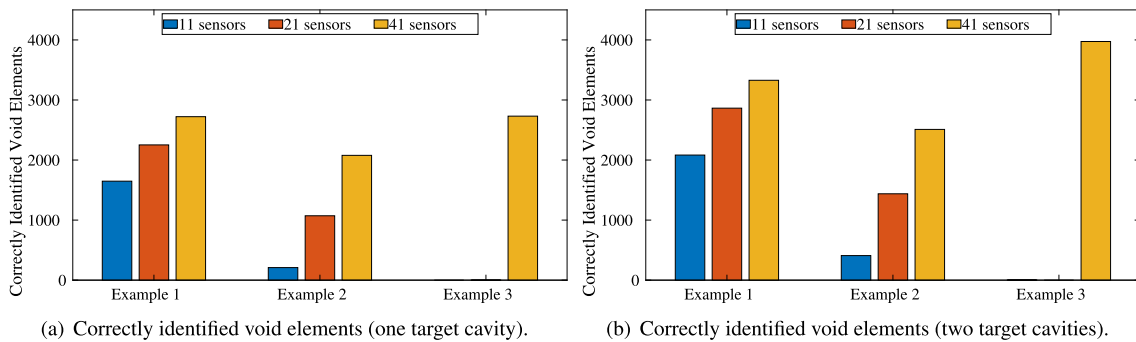 11 sensors 21 sensors 41 sensors
4000
3000
2000
1000
0
Correctly Identified Void Elements
Example 1 Example 2 Example 3
(a) Correctly identified void elements (one target cavity).
11 sensors 21 sensors 41 sensors
4000
3000
2000
1000
0
Correctly Identified Void Elements
Example 1 Example 2 Example 3
(b) Correctly identified void elements (two target cavities).